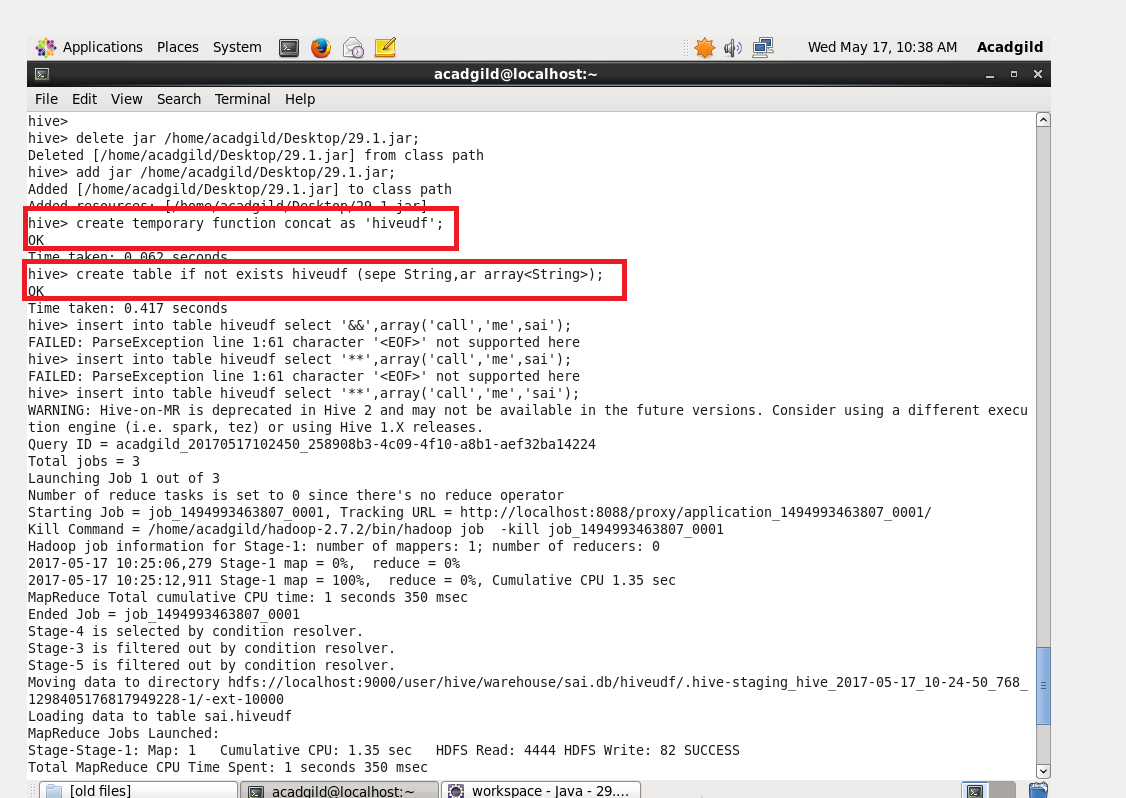 Applications Places System Wed May 17, 10:38 AM Acadgild
acadgild@localhost:~
File Edit View Search Terminal Help
hive>
hive> delete jar /home/acadgild/Desktop/29.1.jar;
Deleted [/home/acadgild/Desktop/29.1.jar] from class path
hive> add jar /home/acadgild/Desktop/29.1.jar;
Added [/home/acadgild/Desktop/29.1.jar] to class path
Added resources: [/home/acadgild/Desktop/29.1.jar]
hive> create temporary function concat as 'hiveudf';
OK
Time taken: 0.062 seconds
hive> create table if not exists hiveudf (sepe String,ar array<String>);
OK
Time taken: 0.417 seconds
hive> insert into table hiveudf select '&&',array('call','me',sai');
FAILED: ParseException line 1:61 character '<EOF>' not supported here
hive> insert into table hiveudf select '**',array('call','me',sai');
FAILED: ParseException line 1:61 character '<EOF>' not supported here
hive> insert into table hiveudf select '**',array('call','me','sai');
WARNING: Hive-on-MR is deprecated in Hive 2 and may not be available in the future versions. Consider using a different execu
tion engine (i.e. spark, tez) or using Hive 1.X releases.
Query ID = acadgild_20170517102450_258908b3-4c09-4f10-a8b1-aef32ba14224
Total jobs = 3
Launching Job 1 out of 3
Number of reduce tasks is set to 0 since there's no reduce operator
Starting Job = job_1494993463807_0001, Tracking URL = http://localhost:8088/proxy/application_1494993463807_0001/
Kill Command = /home/acadgild/hadoop-2.7.2/bin/hadoop job  -kill job_1494993463807_0001
Hadoop job information for Stage-1: number of mappers: 1; number of reducers: 0
2017-05-17 10:25:06,279 Stage-1 map = 0%,  reduce = 0%
2017-05-17 10:25:12,911 Stage-1 map = 100%,  reduce = 0%, Cumulative CPU 1.35 sec
MapReduce Total cumulative CPU time: 1 seconds 350 msec
Ended Job = job_1494993463807_0001
Stage-4 is selected by condition resolver.
Stage-3 is filtered out by condition resolver.
Stage-5 is filtered out by condition resolver.
Moving data to directory hdfs://localhost:9000/user/hive/warehouse/sai.db/hiveudf/.hive-staging_hive_2017-05-17_10-24-50_768_
1298405176817949228-1/-ext-10000
Loading data to table sai.hiveudf
MapReduce Jobs Launched:
Stage-Stage-1: Map: 1   Cumulative CPU: 1.35 sec   HDFS Read: 4444 HDFS Write: 82 SUCCESS
Total MapReduce CPU Time Spent: 1 seconds 350 msec
[old files] acadgild@localhost:~ workspace - Java - 29....